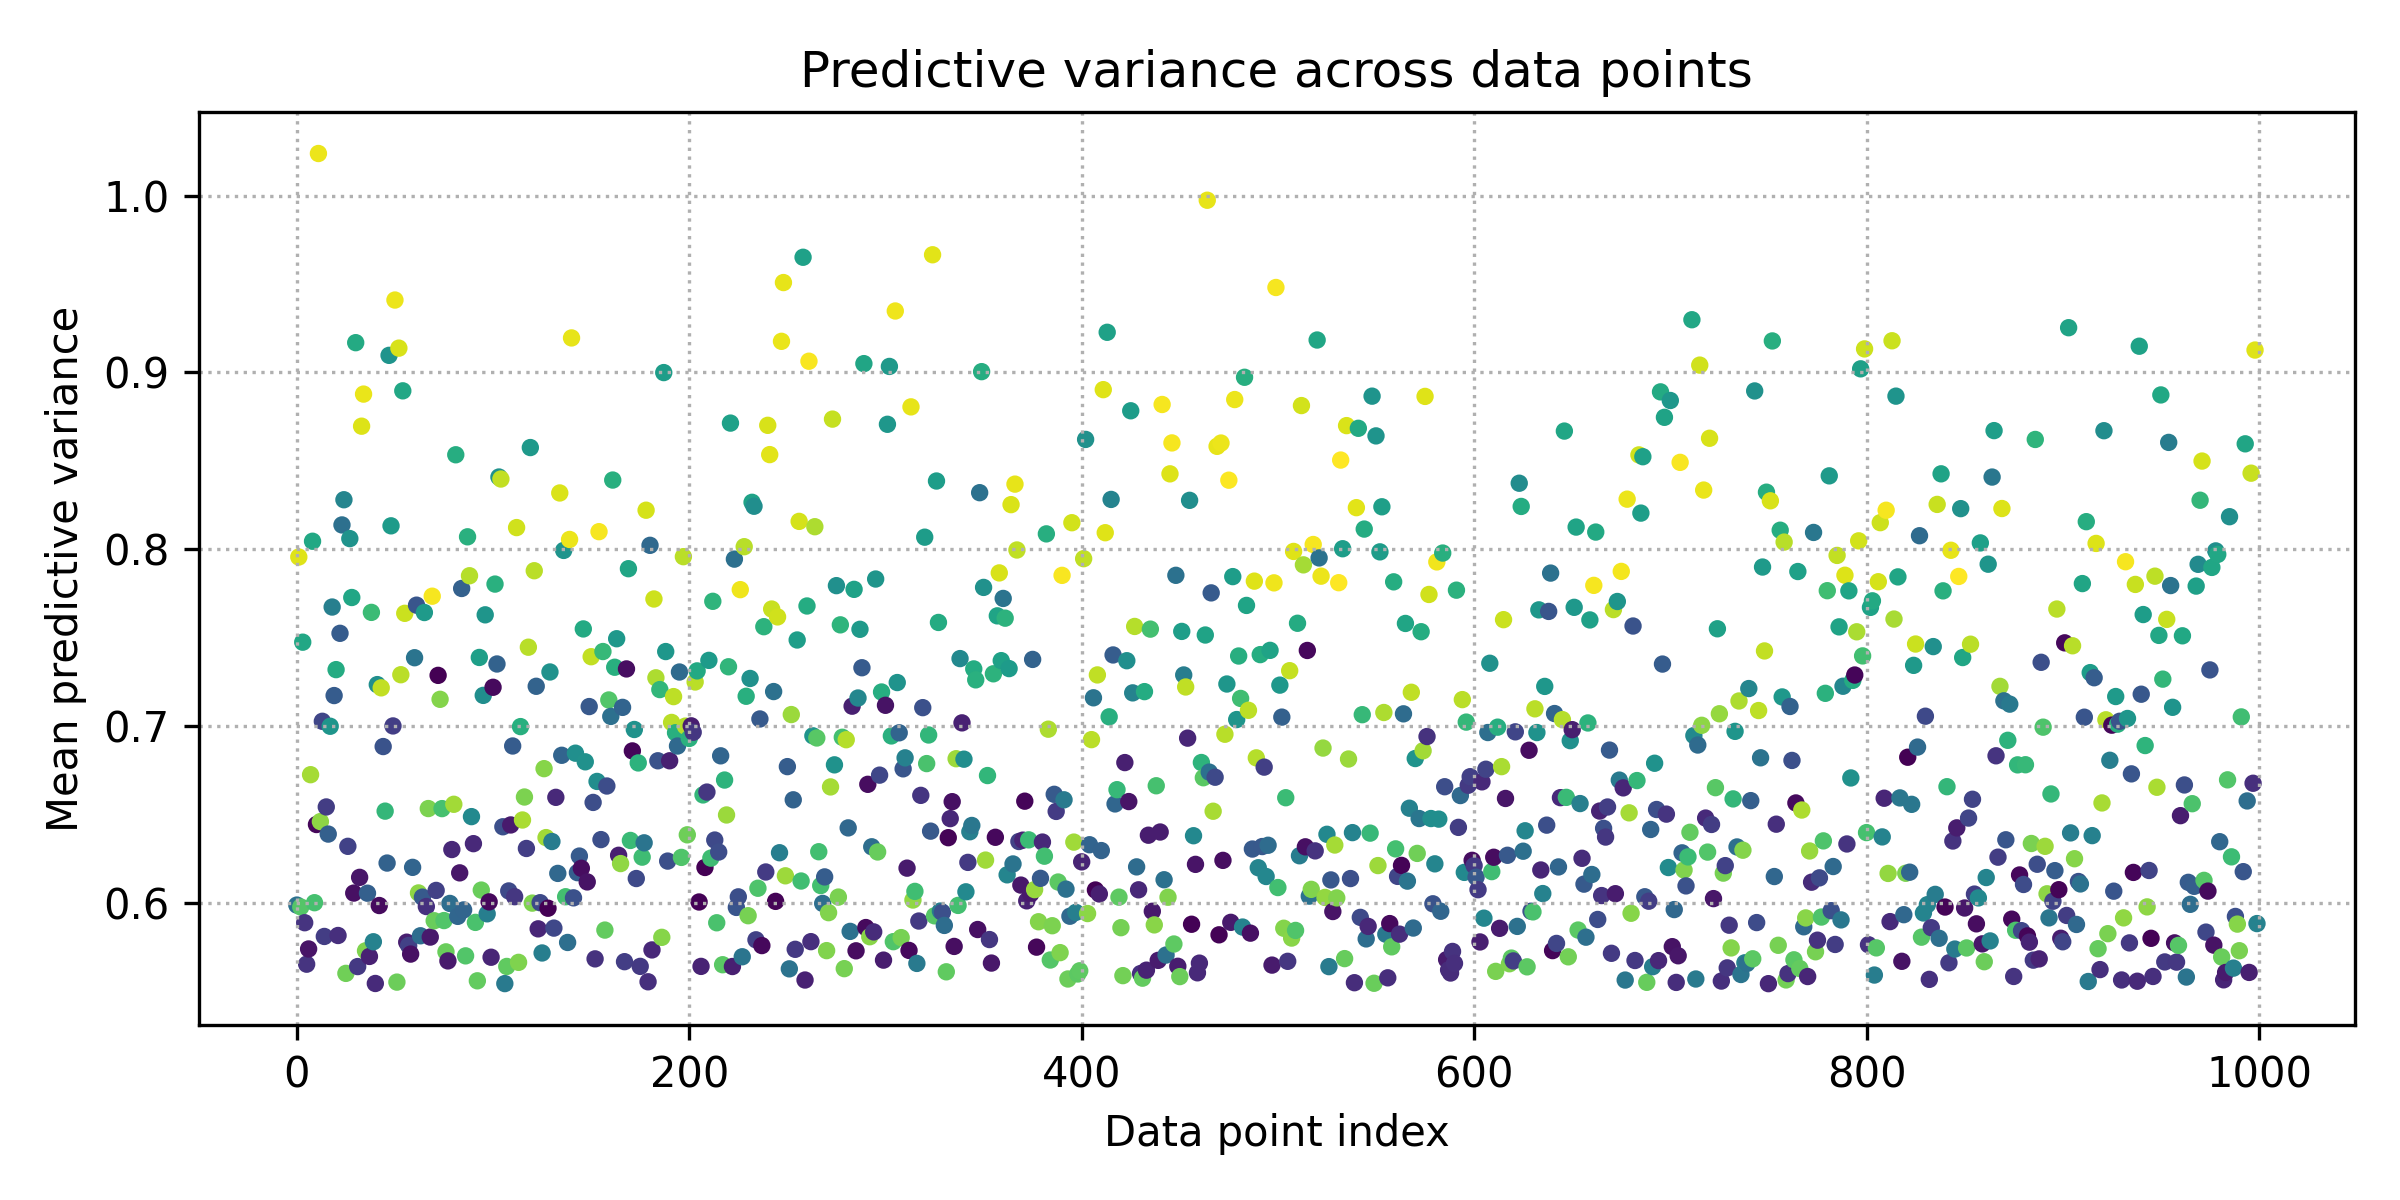 Predictive variance across data points
Mean predictive variance
1.0
0.9
0.8
0.7
0.6
0 200 400 600 800 1000
Data point index